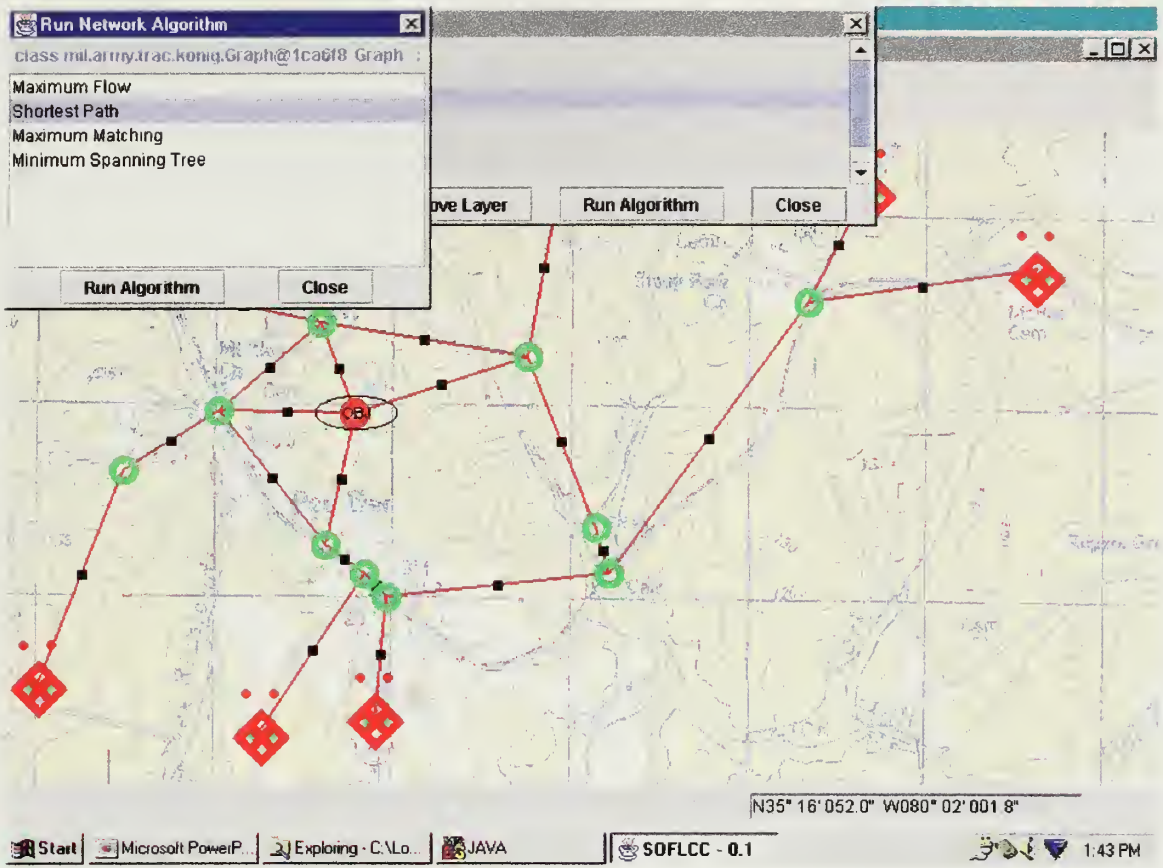 Run Network Algorithm
class mil.army.trac.konig.Graph@1ca6f8 Graph :
Maximum Flow
Shortest Path
Maximum Matching
Minimum Spanning Tree
Run Algorithm
Close
ove Layer
Run Algorithm
Close
OBJ
Cem
N35° 16' 052.0" W080° 02' 001.8"
Start
Microsoft PowerP...
Exploring - C:\Lo...
JAVA
SOFLCC - 0.1
1:43 PM